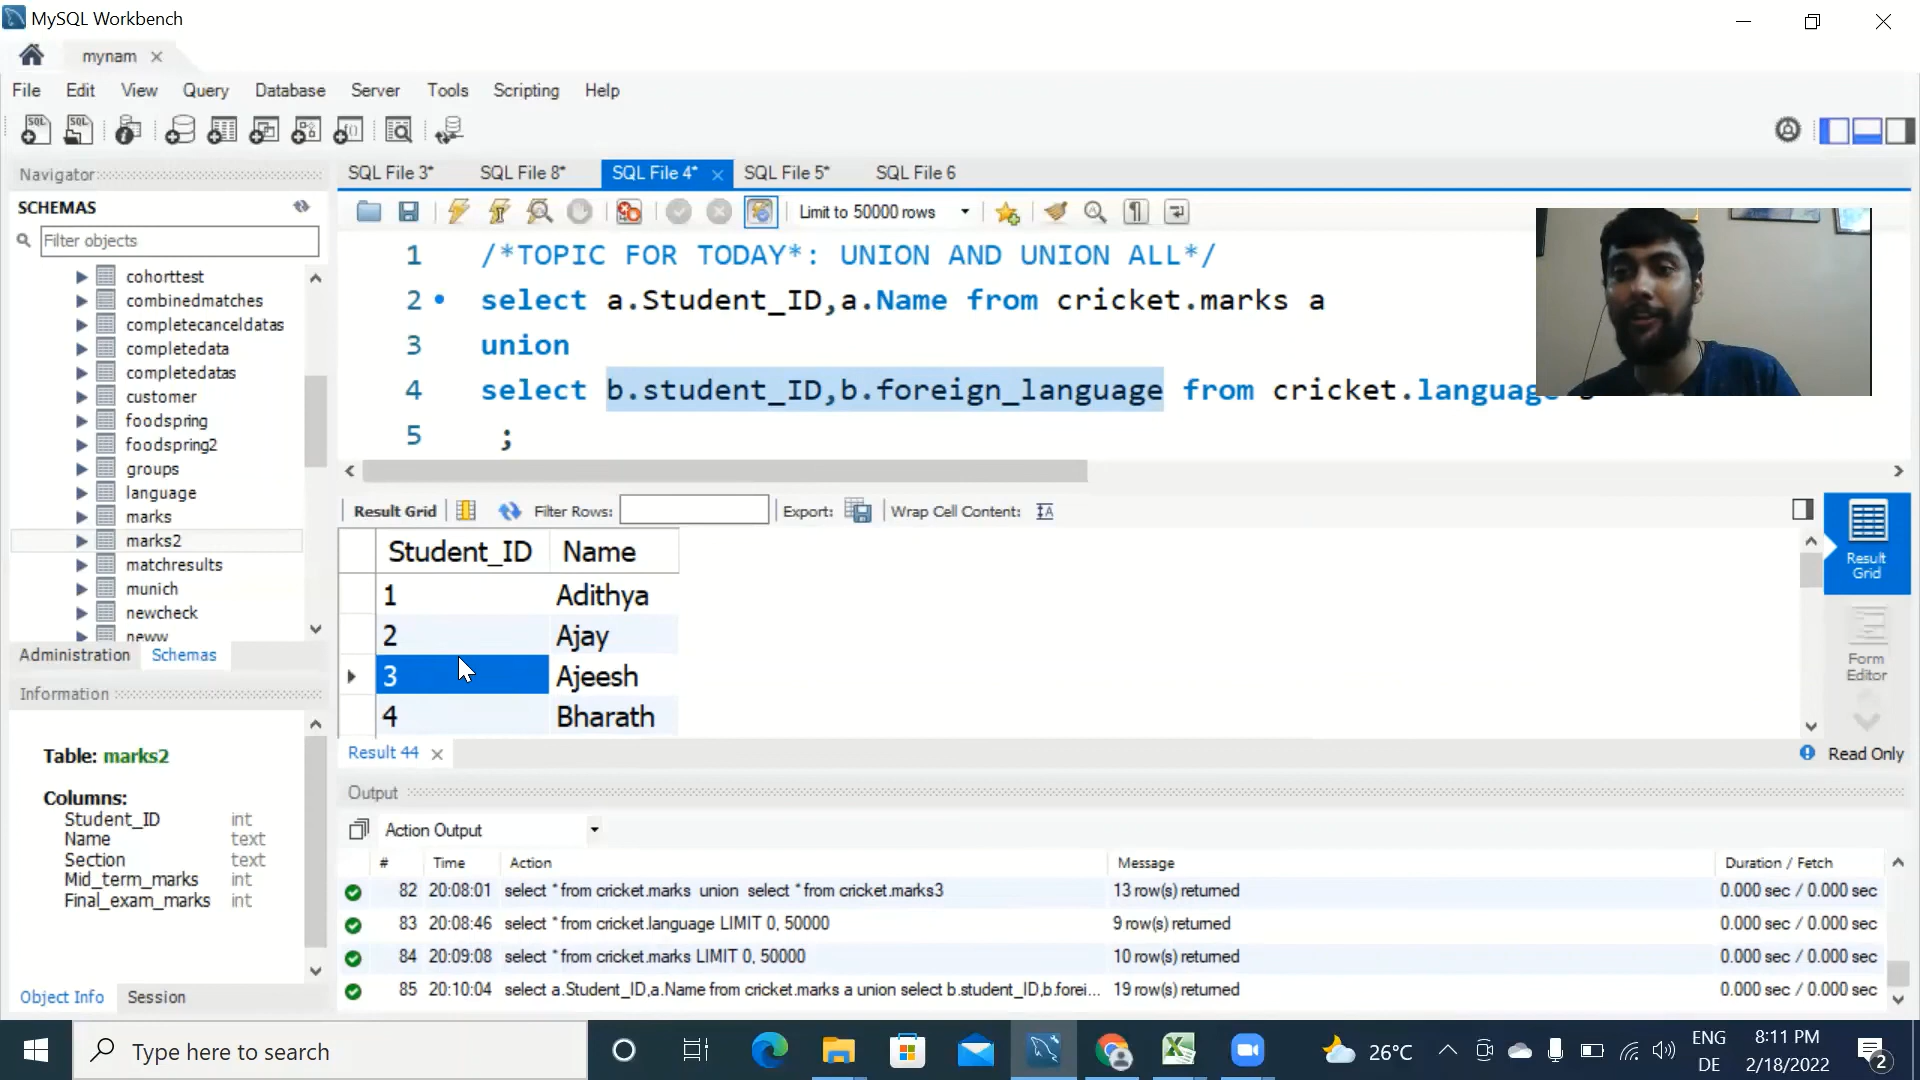 MySQL Workbench
mynam
File Edit View Query Database Server Tools Scripting Help
Navigator
SCHEMAS
Filter objects
cohorttest
combinedmatches
completecanceldatas
completedata
completedatas
customer
foodspring
foodspring2
groups
language
marks
marks2
matchresults
munich
newcheck
neww
Administration Schemas
Information
Table: marks2
Columns:
Student_ID int
Name text
Section text
Mid_term_marks int
Final_exam_marks int
Object Info Session
SQL File 3* SQL File 8* SQL File 4* SQL File 5* SQL File 6
Limit to 50000 rows
1 /*TOPIC FOR TODAY*: UNION AND UNION ALL*/
2 select a.Student_ID,a.Name from cricket.marks a
3 union
4 select b.student_ID,b.foreign_language from cricket.language
5 ;
Result Grid Filter Rows: Export: Wrap Cell Content:
Student_ID Name
1 Adithya
2 Ajay
3 Ajeesh
4 Bharath
Result Grid
Form Editor
Result 44
Read Only
Output
Action Output
# Time Action Message Duration / Fetch
82 20:08:01 select * from cricket.marks union select * from cricket.marks3 13 row(s) returned 0.000 sec / 0.000 sec
83 20:08:46 select * from cricket.language LIMIT 0, 50000 9 row(s) returned 0.000 sec / 0.000 sec
84 20:09:08 select * from cricket.marks LIMIT 0, 50000 10 row(s) returned 0.000 sec / 0.000 sec
85 20:10:04 select a.Student_ID,a.Name from cricket.marks a union select b.student_ID,b.forei... 19 row(s) returned 0.000 sec / 0.000 sec
Type here to search
26°C
ENG
DE
8:11 PM
2/18/2022
2